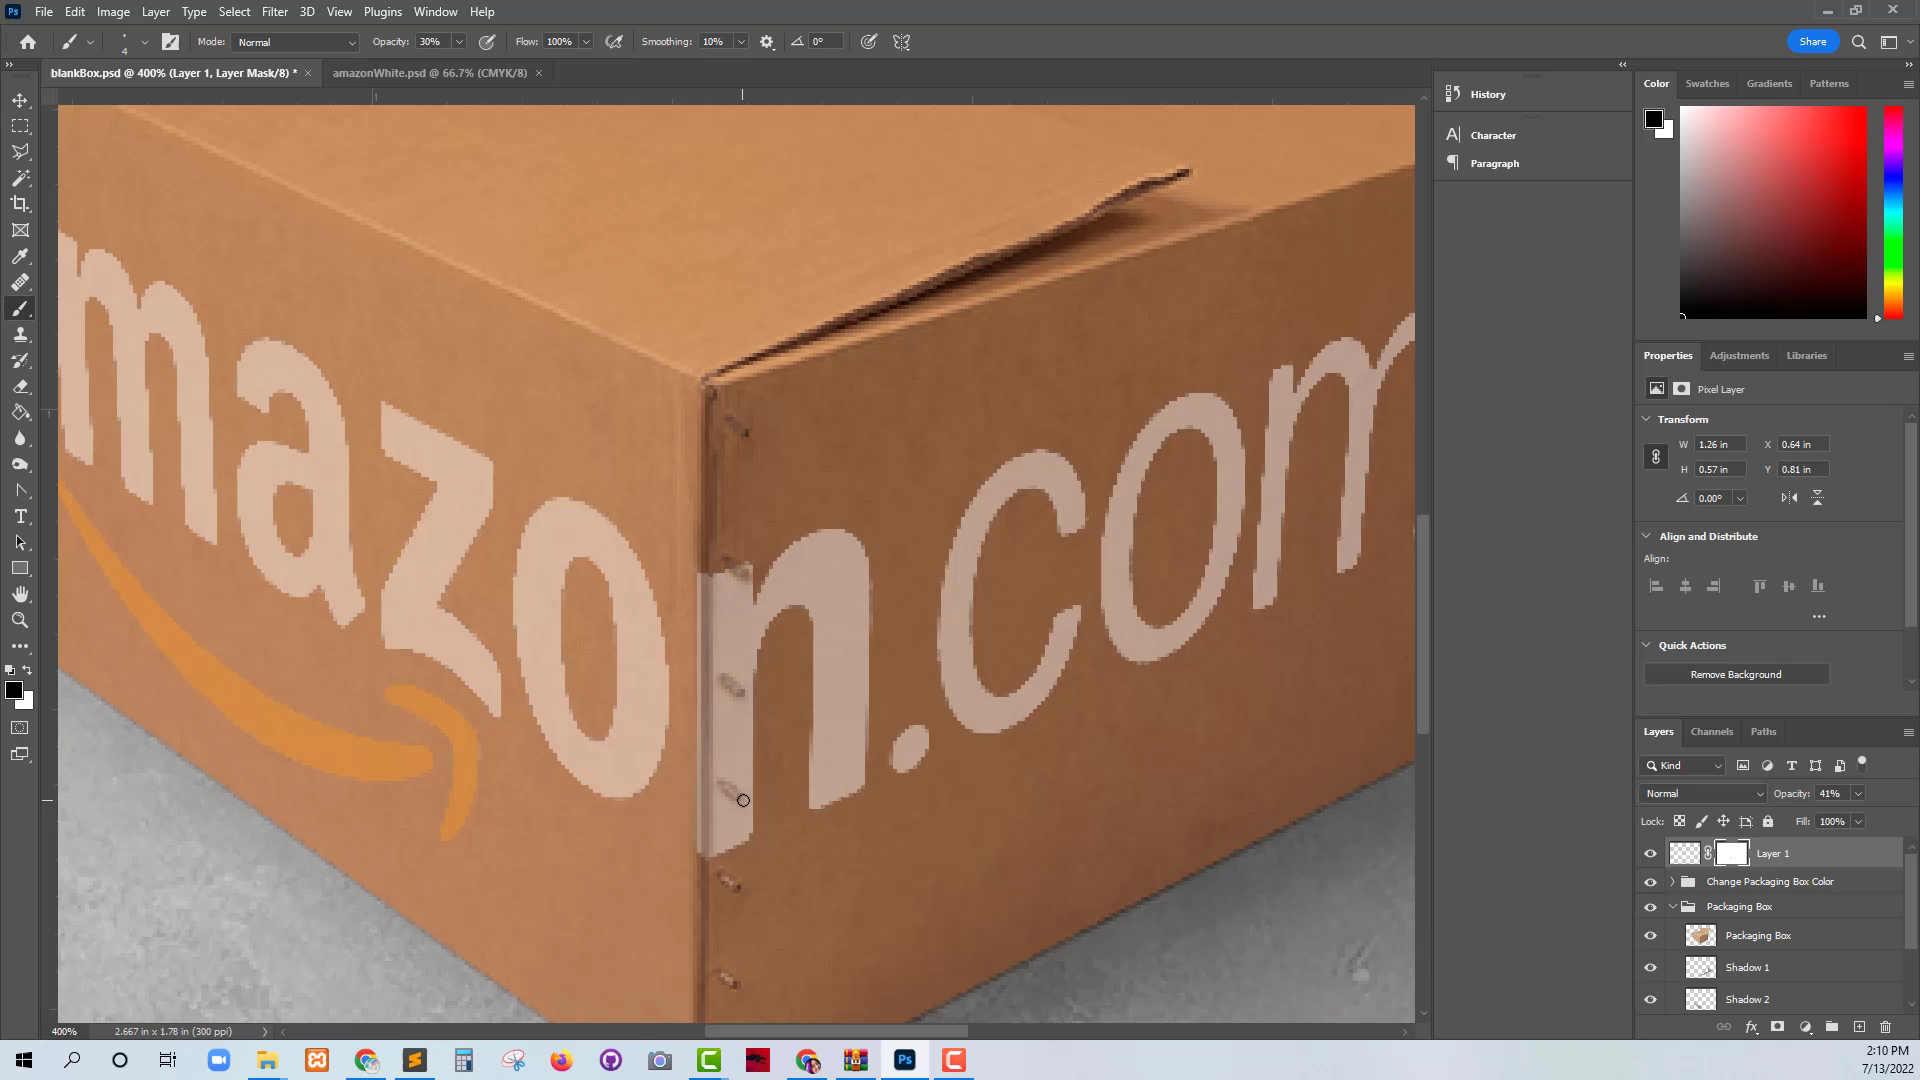 Ps File Edit Image Layer Type Select Filter 3D View Plugins Window Help
4 Mode: Normal Opacity: 30% Flow: 100% Smoothing: 10% 0° Share
blankBox.psd @ 400% (Layer 1, Layer Mask/8) * × amazonWhite.psd @ 66.7% (CMYK/8) ×
1
1
mazon.com
History
Character
Paragraph
Color Swatches Gradients Patterns
Properties Adjustments Libraries
Pixel Layer
Transform
W 1.26 in X 0.64 in
H 0.57 in Y 0.81 in
0.00°
Align and Distribute
Align:
Quick Actions
Remove Background
Layers Channels Paths
Kind
Normal Opacity: 41%
Lock: Fill: 100%
Layer 1
Change Packaging Box Color
Packaging Box
Packaging Box
Shadow 1
Shadow 2
400% 2.667 in x 1.78 in (300 ppi)
Ps
2:10 PM
7/13/2022